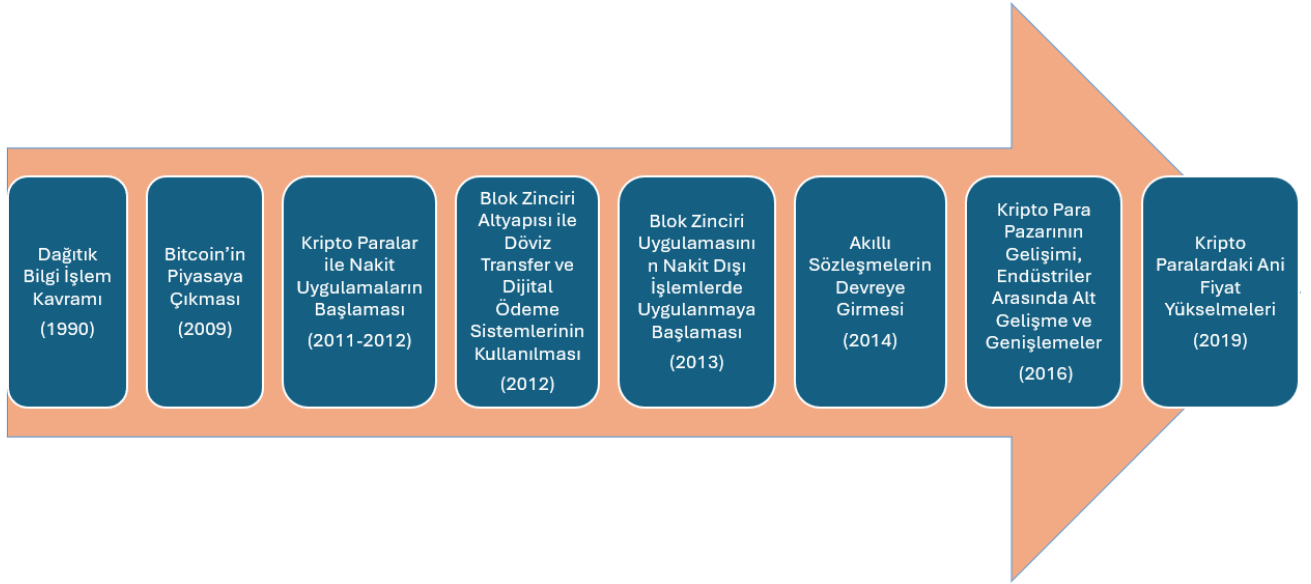 Dağıtık
Bilgi İşlem
Kavramı
(1990)
Bitcoin’in
Piyasaya
Çıkması
(2009)
Kripto Paralar
ile Nakit
Uygulamaların
Başlaması
(2011-2012)
Blok Zinciri
Altyapısı ile
Döviz
Transfer ve
Dijital
Ödeme
Sistemlerinin
Kullanılması
(2012)
Blok Zinciri
Uygulamasını
n Nakit Dışı
İşlemlerde
Uygulanmaya
Başlaması
(2013)
Akıllı
Sözleşmelerin
Devreye
Girmesi
(2014)
Kripto Para
Pazarının
Gelişimi,
Endüstriler
Arasında Alt
Gelişme ve
Genişlemeler
(2016)
Kripto
Paralardaki Ani
Fiyat
Yükselmeleri
(2019)